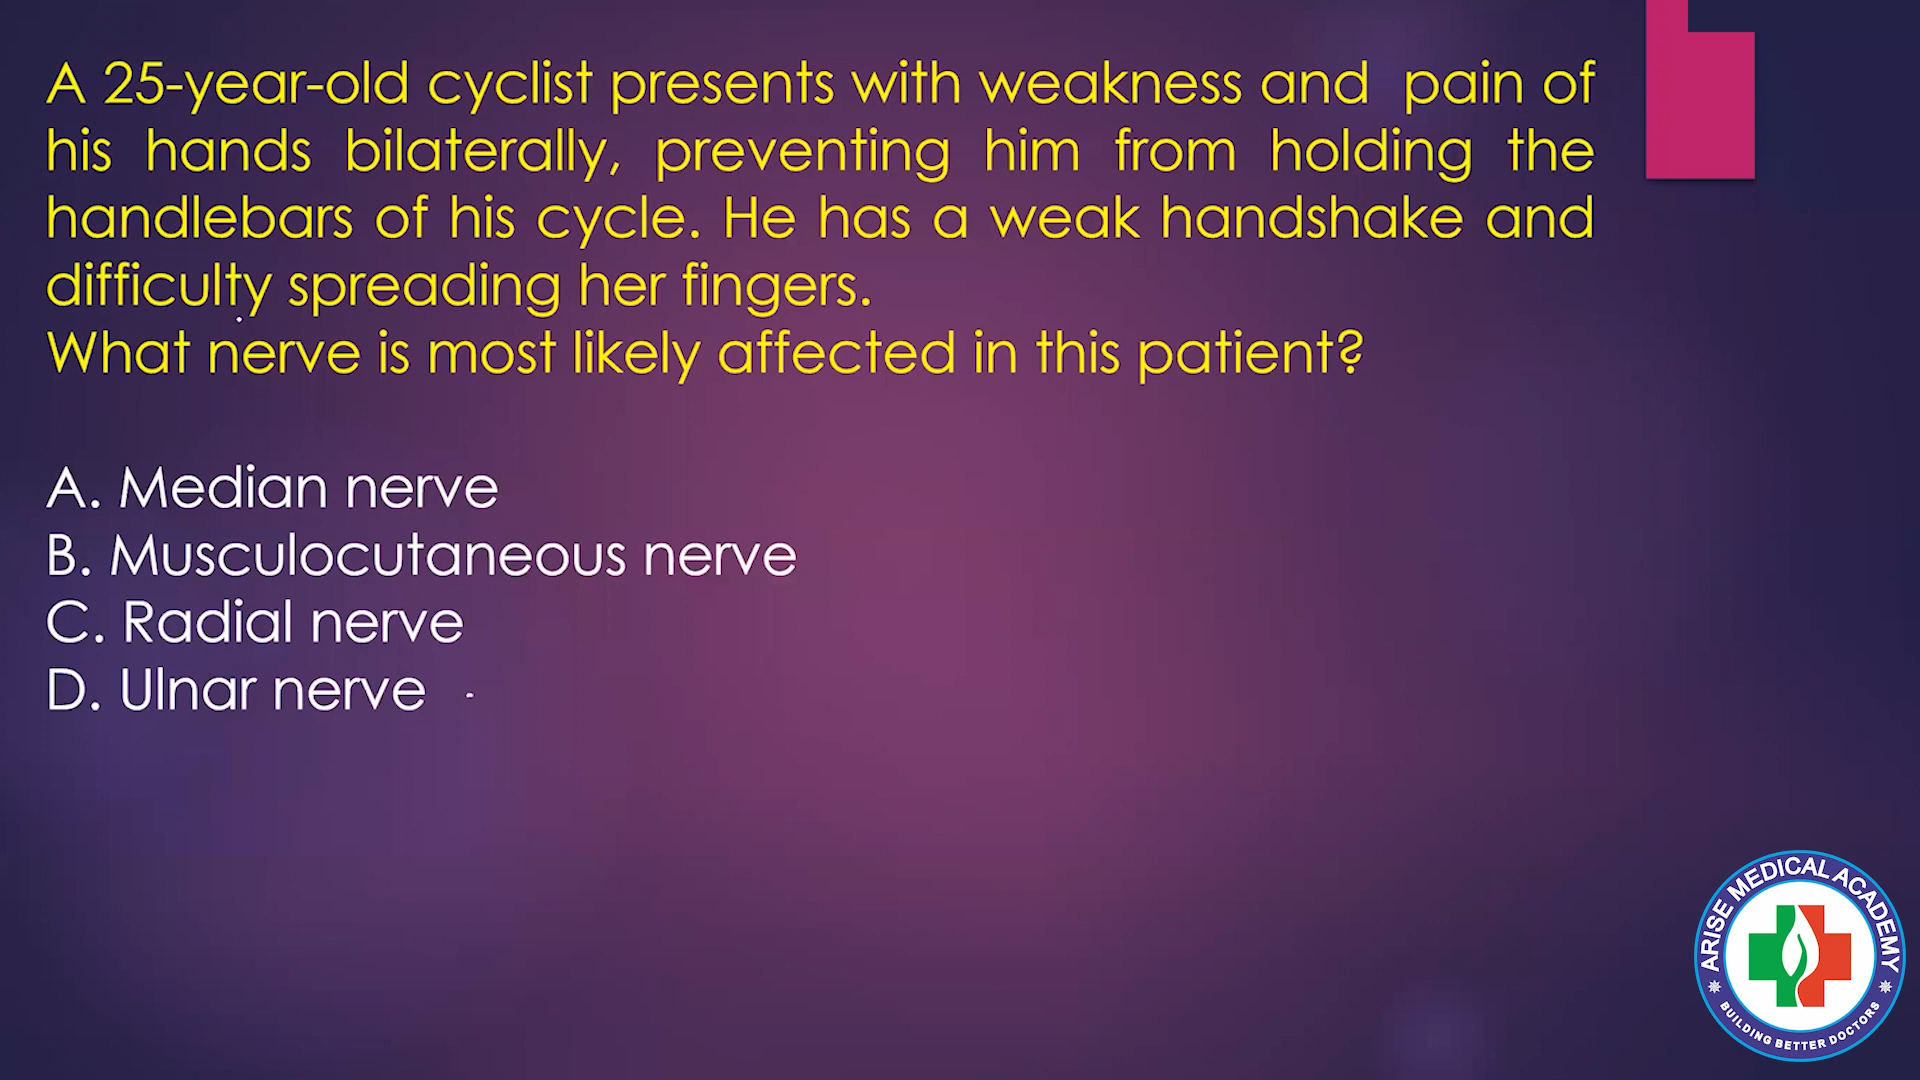 A 25-year-old cyclist presents with weakness and pain of
his hands bilaterally, preventing him from holding the
handlebars of his cycle. He has a weak handshake and
difficulty spreading her fingers.
What nerve is most likely affected in this patient?
A. Median nerve
B. Musculocutaneous nerve
C. Radial nerve
D. Ulnar nerve
ARISE MEDICAL ACADEMY
BUILDING BETTER DOCTORS